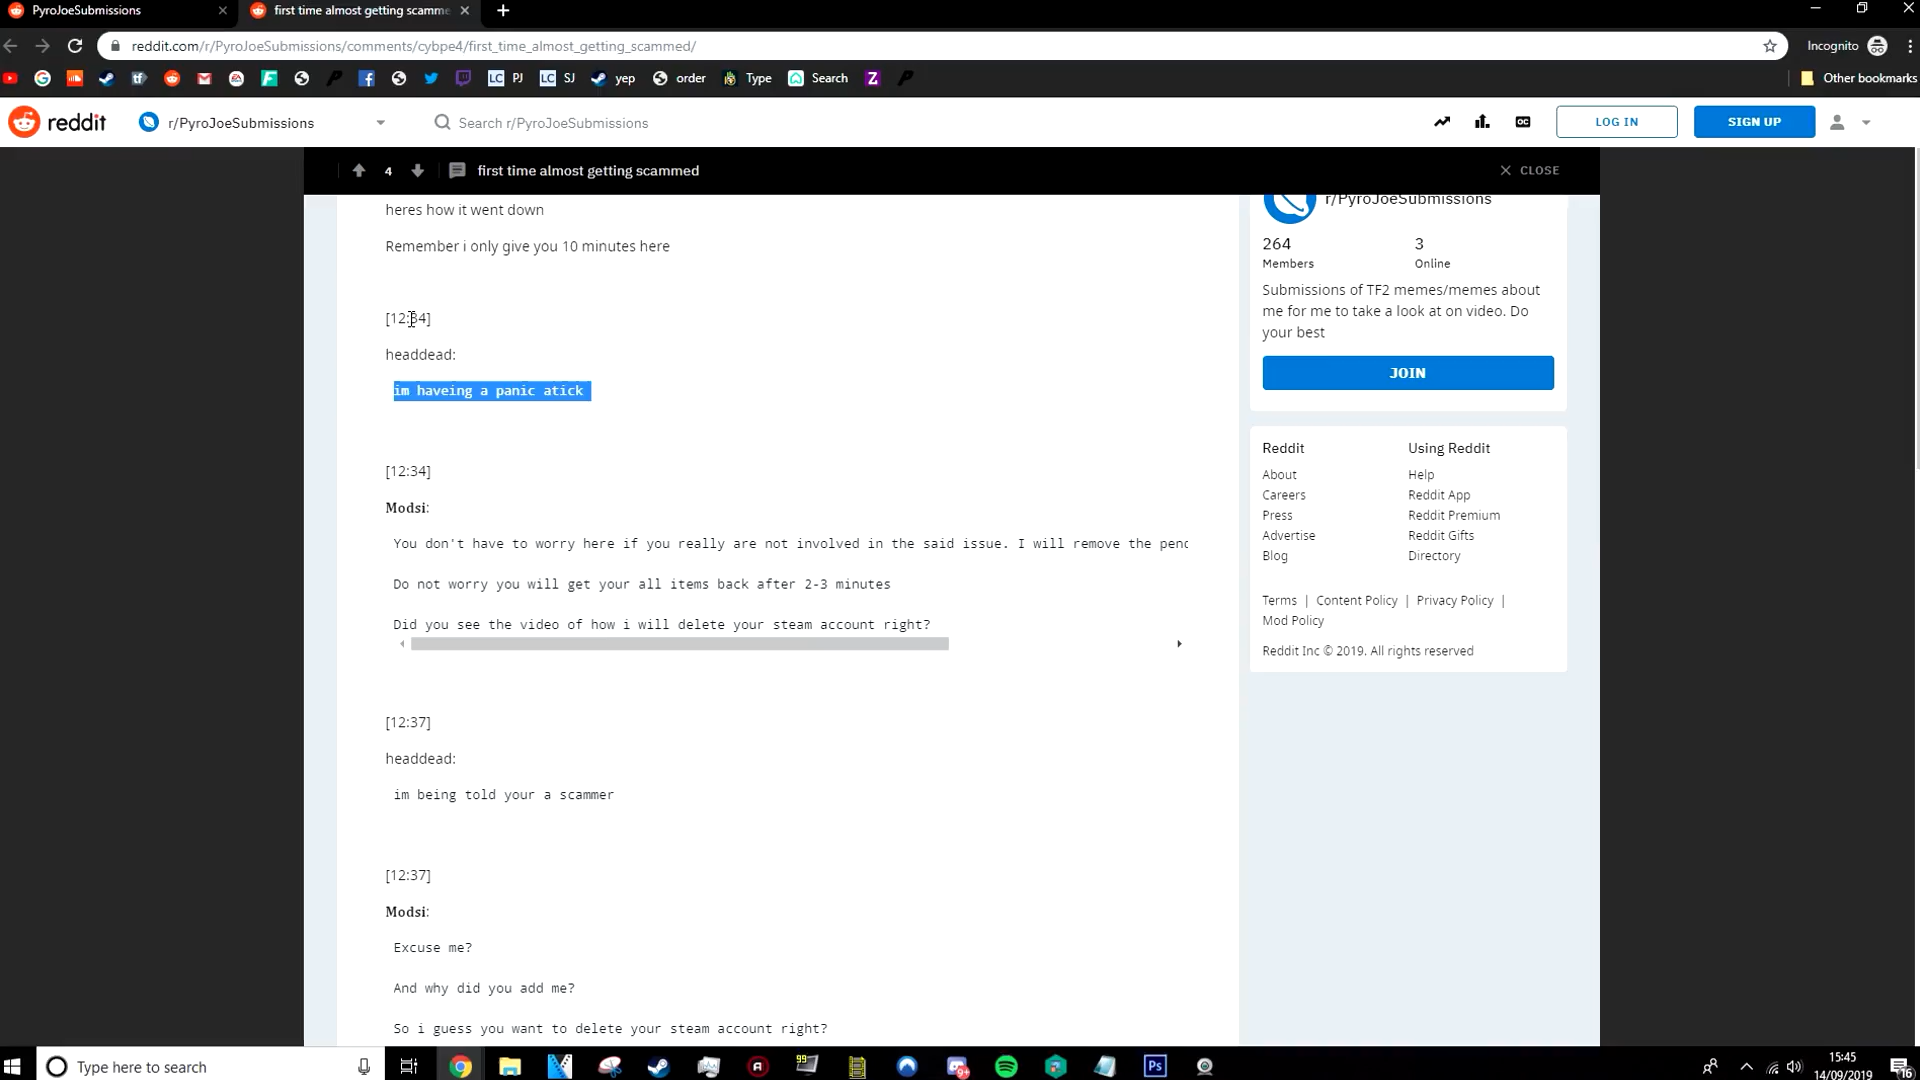 PyroJoeSubmissions
first time almost getting scamme
reddit.com/r/PyroJoeSubmissions/comments/cybpe4/first_time_almost_getting_scammed/
Incognito
LC PJ LC SJ yep order Type Search Other bookmarks
reddit r/PyroJoeSubmissions Search r/PyroJoeSubmissions LOG IN SIGN UP
4 first time almost getting scammed CLOSE
heres how it went down
Remember i only give you 10 minutes here
[12:34]
headdead:
im haveing a panic atick
[12:34]
Modsi:
You don't have to worry here if you really are not involved in the said issue. I will remove the penc
Do not worry you will get your all items back after 2-3 minutes
Did you see the video of how i will delete your steam account right?
[12:37]
headdead:
im being told your a scammer
[12:37]
Modsi:
Excuse me?
And why did you add me?
So i guess you want to delete your steam account right?
r/PyroJoeSubmissions
264 3
Members Online
Submissions of TF2 memes/memes about
me for me to take a look at on video. Do
your best
JOIN
Reddit Using Reddit
About Help
Careers Reddit App
Press Reddit Premium
Advertise Reddit Gifts
Blog Directory
Terms | Content Policy | Privacy Policy |
Mod Policy
Reddit Inc © 2019. All rights reserved
Type here to search
15:45
14/09/2019